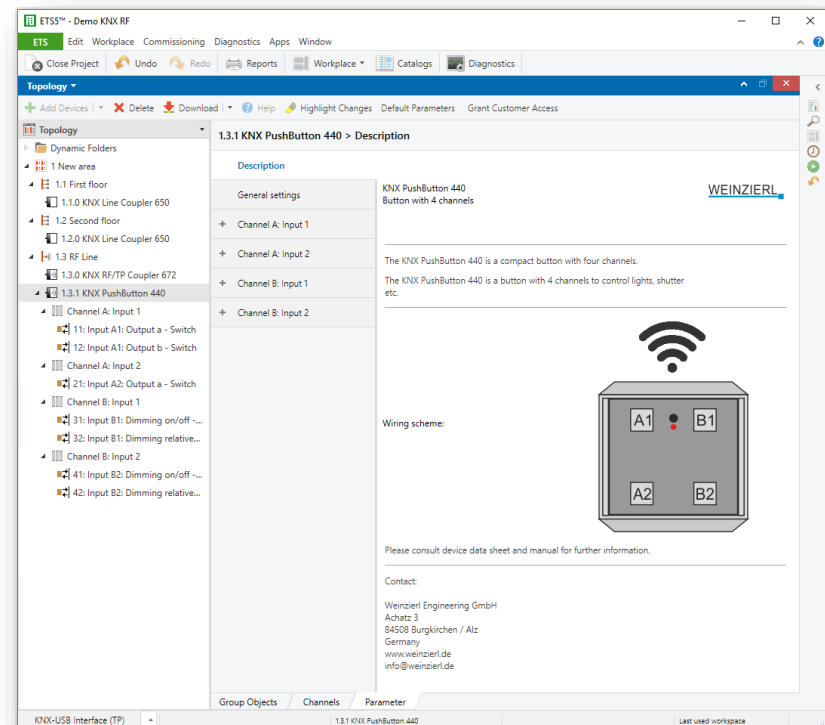 ETS5™ - Demo KNX RF
ETS Edit Workplace Commissioning Diagnostics Apps Window
Close Project Undo Redo Reports Workplace Catalogs Diagnostics
Topology
Add Devices Delete Download Help Highlight Changes Default Parameters Grant Customer Access
Topology
Dynamic Folders
1 New area
1.1 First floor
1.1.0 KNX Line Coupler 650
1.2 Second floor
1.2.0 KNX Line Coupler 650
1.3 RF Line
1.3.0 KNX RF/TP Coupler 672
1.3.1 KNX PushButton 440
Channel A: Input 1
11: Input A1: Output a - Switch
12: Input A1: Output b - Switch
Channel A: Input 2
21: Input A2: Output a - Switch
Channel B: Input 1
31: Input B1: Dimming on/off -...
32: Input B1: Dimming relative...
Channel B: Input 2
41: Input B2: Dimming on/off -...
42: Input B2: Dimming relative...
1.3.1 KNX PushButton 440 > Description
Description
General settings
+ Channel A: Input 1
+ Channel A: Input 2
+ Channel B: Input 1
+ Channel B: Input 2
KNX PushButton 440
Button with 4 channels
WEINZIERL
The KNX PushButton 440 is a compact button with four channels.
The KNX PushButton 440 is a button with 4 channels to control lights, shutter
etc.
Wiring scheme:
A1 B1
A2 B2
Please consult device data sheet and manual for further information.
Contact:
Weinzierl Engineering GmbH
Achatz 3
84508 Burgkirchen / Alz
Germany
www.weinzierl.de
info@weinzierl.de
Group Objects Channels Parameter
KNX-USB Interface (TP) 1.3.1 KNX PushButton 440 Last used workspace